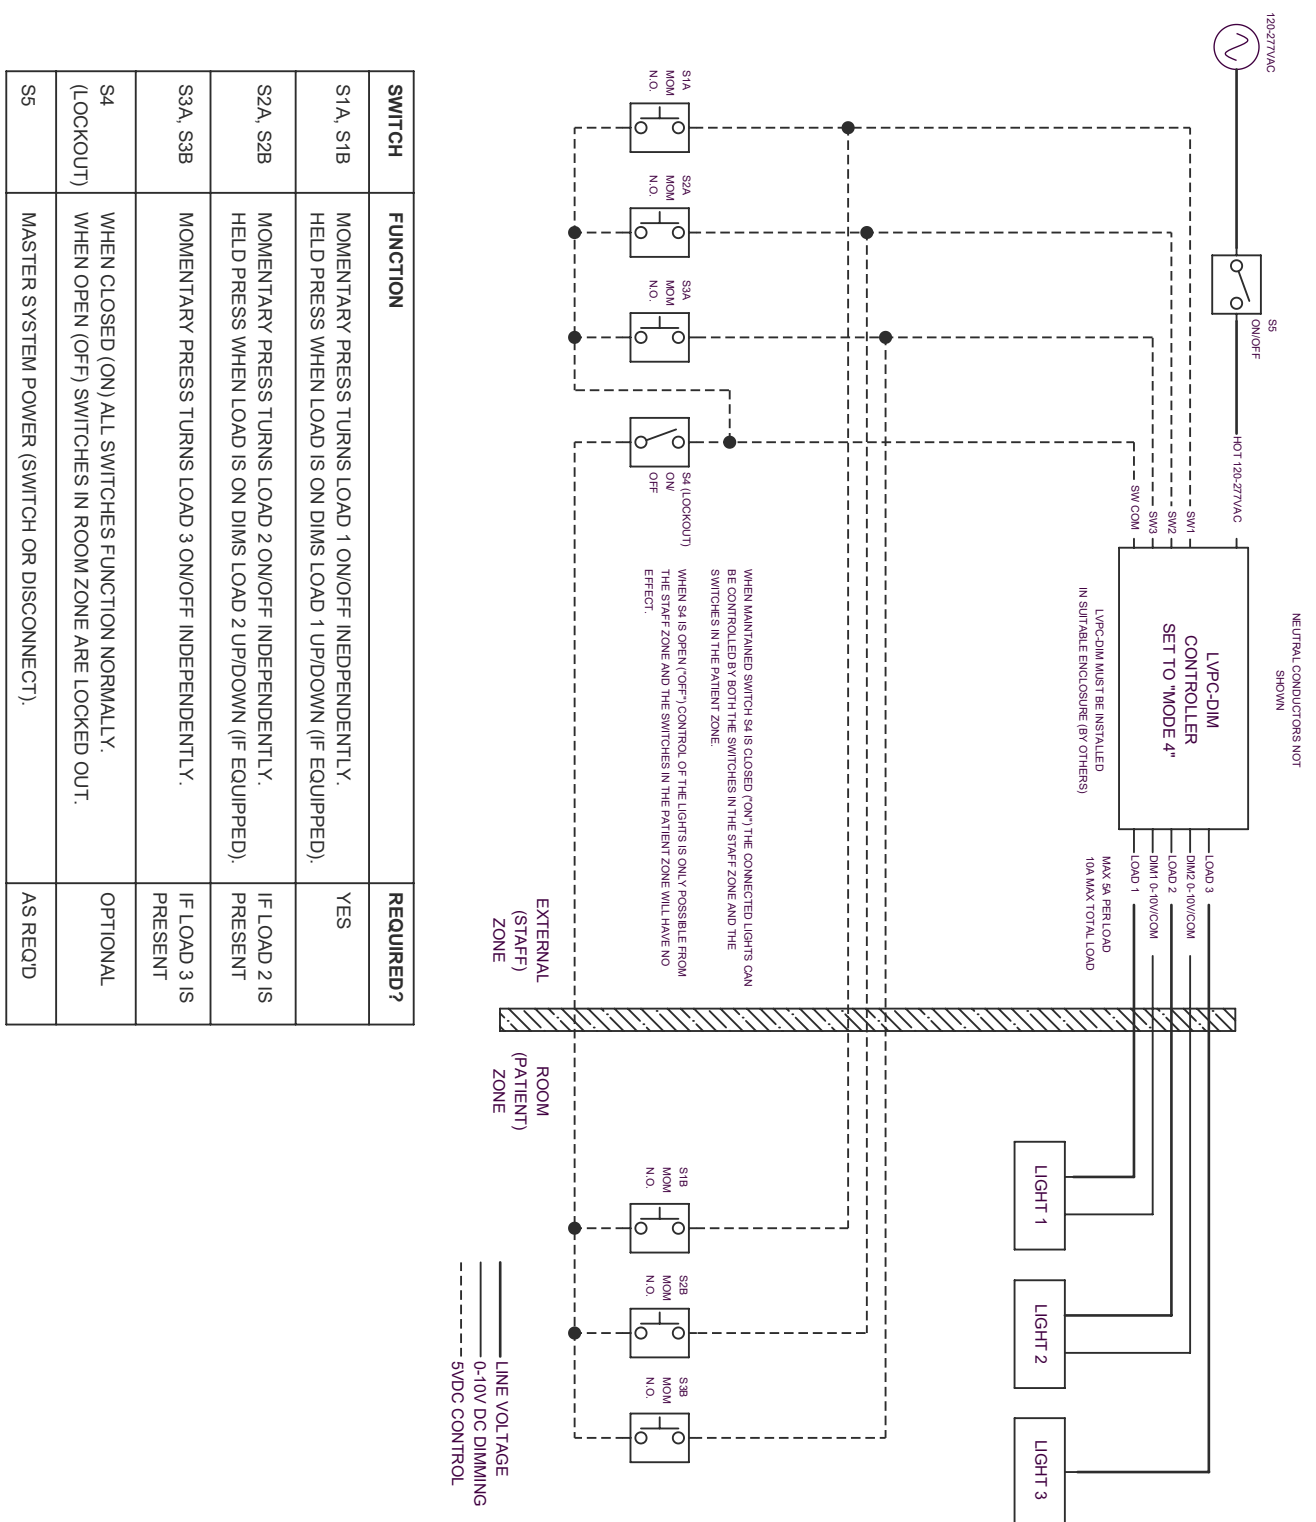 120-277VAC
S5
ON/OFF
HOT 120-277VAC
NEUTRAL CONDUCTORS NOT
SHOWN
SW1
SW2
SW3
SW COM
LVPC-DIM
CONTROLLER
SET TO "MODE 4"
LVPC-DIM MUST BE INSTALLED
IN SUITABLE ENCLOSURE (BY OTHERS)
LOAD 3
DIM2 0-10V/COM
LOAD 2
DIM1 0-10V/COM
LOAD 1
MAX 5A PER LOAD
10A MAX TOTAL LOAD
LIGHT 1
LIGHT 2
LIGHT 3
S1A
MOM
N.O.
S2A
MOM
N.O.
S3A
MOM
N.O.
S4 (LOCKOUT)
ON/
OFF
WHEN MAINTAINED SWITCH S4 IS CLOSED ("ON") THE CONNECTED LIGHTS CAN
BE CONTROLLED BY BOTH THE SWITCHES IN THE STAFF ZONE AND THE
SWITCHES IN THE PATIENT ZONE.
WHEN S4 IS OPEN ("OFF") CONTROL OF THE LIGHTS IS ONLY POSSIBLE FROM
THE STAFF ZONE AND THE SWITCHES IN THE PATIENT ZONE WILL HAVE NO
EFFECT.
S1B
MOM
N.O.
S2B
MOM
N.O.
S3B
MOM
N.O.
EXTERNAL
(STAFF)
ZONE
ROOM
(PATIENT)
ZONE
LINE VOLTAGE
0-10V DC DIMMING
5VDC CONTROL
SWITCH FUNCTION REQUIRED?
S1A, S1B MOMENTARY PRESS TURNS LOAD 1 ON/OFF INEDPENDENTLY. YES
HELD PRESS WHEN LOAD IS ON DIMS LOAD 1 UP/DOWN (IF EQUIPPED).
S2A, S2B MOMENTARY PRESS TURNS LOAD 2 ON/OFF INDEPENDENTLY. IF LOAD 2 IS
HELD PRESS WHEN LOAD IS ON DIMS LOAD 2 UP/DOWN (IF EQUIPPED). PRESENT
S3A, S3B MOMENTARY PRESS TURNS LOAD 3 ON/OFF INDEPENDENTLY. IF LOAD 3 IS
PRESENT
S4 WHEN CLOSED (ON) ALL SWITCHES FUNCTION NORMALLY. OPTIONAL
(LOCKOUT) WHEN OPEN (OFF) SWITCHES IN ROOM ZONE ARE LOCKED OUT.
S5 MASTER SYSTEM POWER (SWITCH OR DISCONNECT). AS REQ'D